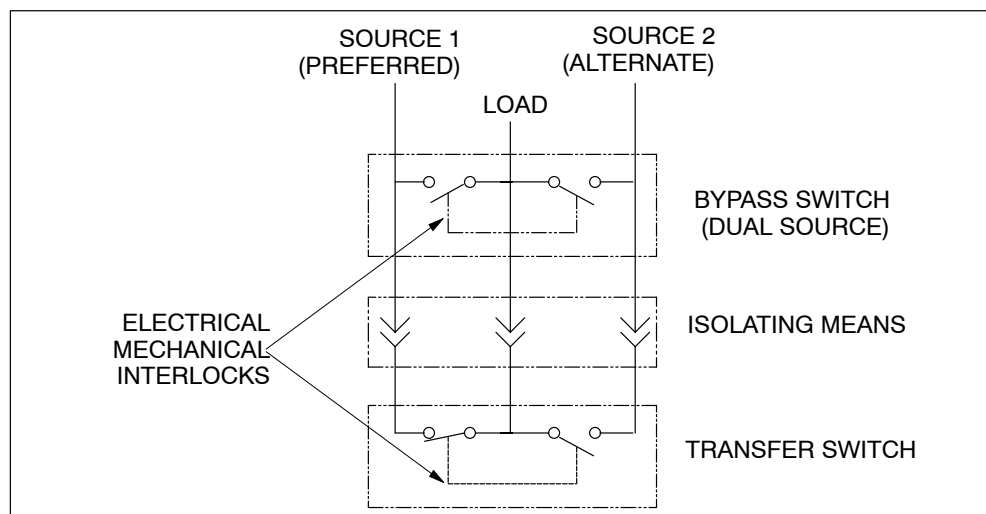 SOURCE 1
(PREFERRED)
SOURCE 2
(ALTERNATE)
LOAD
BYPASS SWITCH
(DUAL SOURCE)
ELECTRICAL
MECHANICAL
INTERLOCKS
ISOLATING MEANS
TRANSFER SWITCH